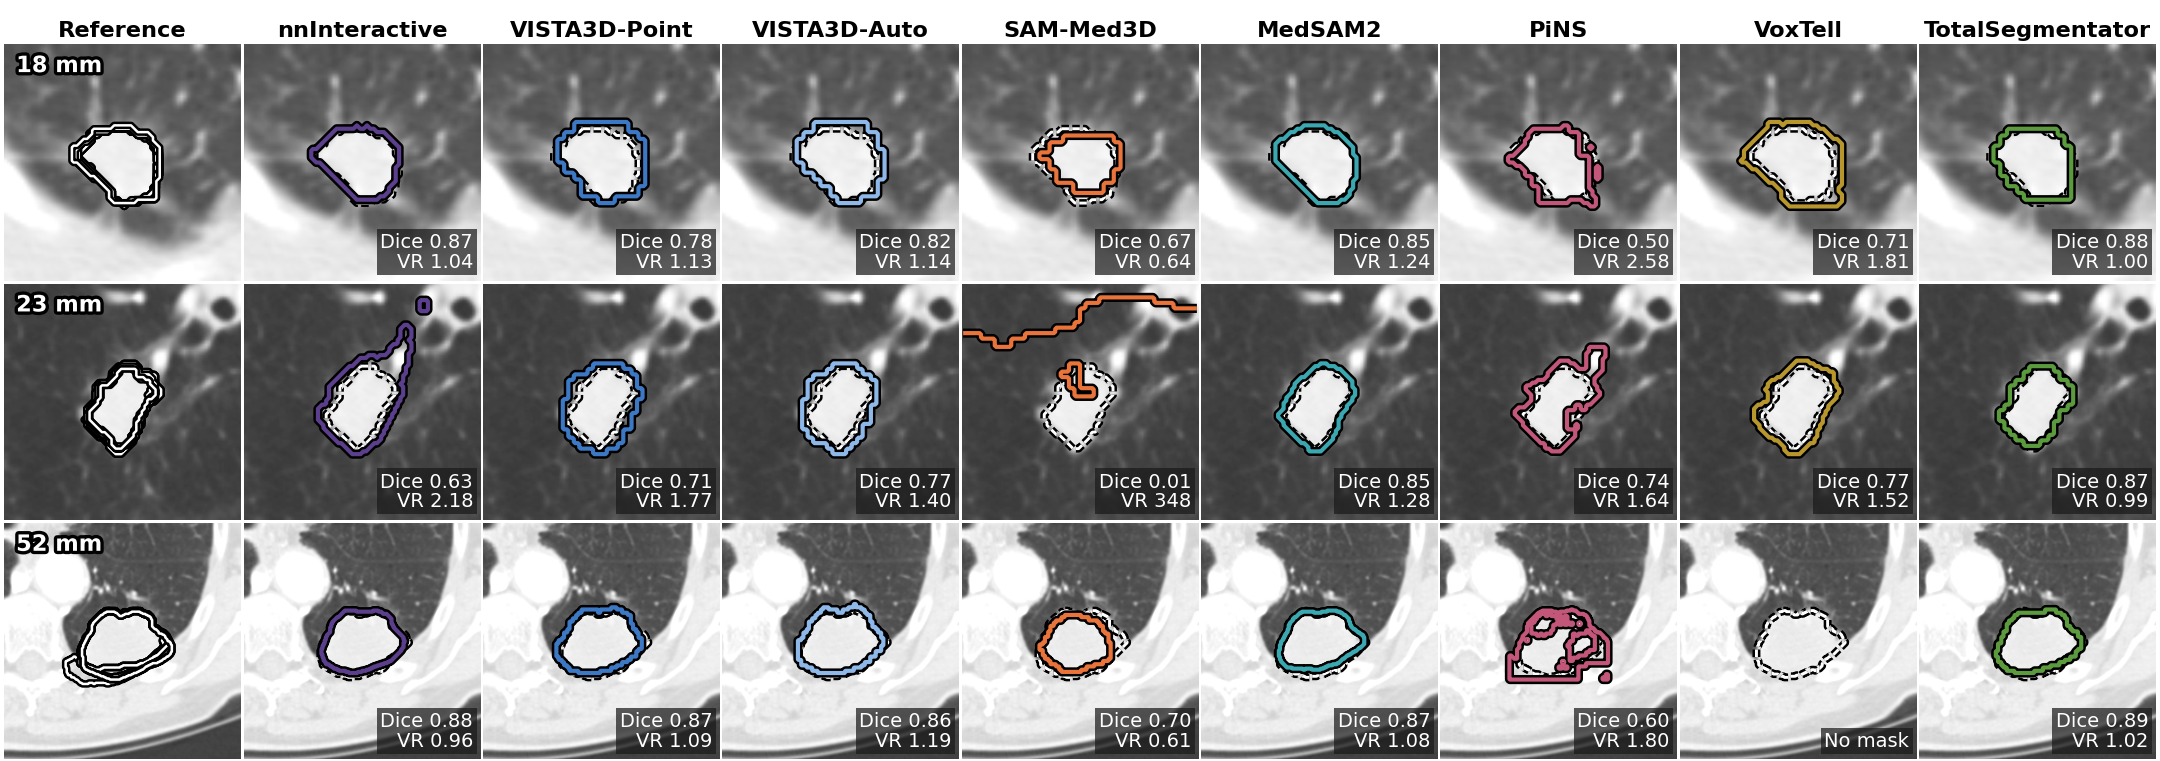 Reference nnInteractive VISTA3D-Point VISTA3D-Auto SAM-Med3D MedSAM2 PiNS VoxTell TotalSegmentator
18 mm
Dice 0.87 Dice 0.78 Dice 0.82 Dice 0.67 Dice 0.85 Dice 0.50 Dice 0.71 Dice 0.88
VR 1.04 VR 1.13 VR 1.14 VR 0.64 VR 1.24 VR 2.58 VR 1.81 VR 1.00
23 mm
Dice 0.63 Dice 0.71 Dice 0.77 Dice 0.01 Dice 0.85 Dice 0.74 Dice 0.77 Dice 0.87
VR 2.18 VR 1.77 VR 1.40 VR 348 VR 1.28 VR 1.64 VR 1.52 VR 0.99
52 mm
Dice 0.88 Dice 0.87 Dice 0.86 Dice 0.70 Dice 0.87 Dice 0.60 Dice 0.89
VR 0.96 VR 1.09 VR 1.19 VR 0.61 VR 1.08 VR 1.80 No mask VR 1.02